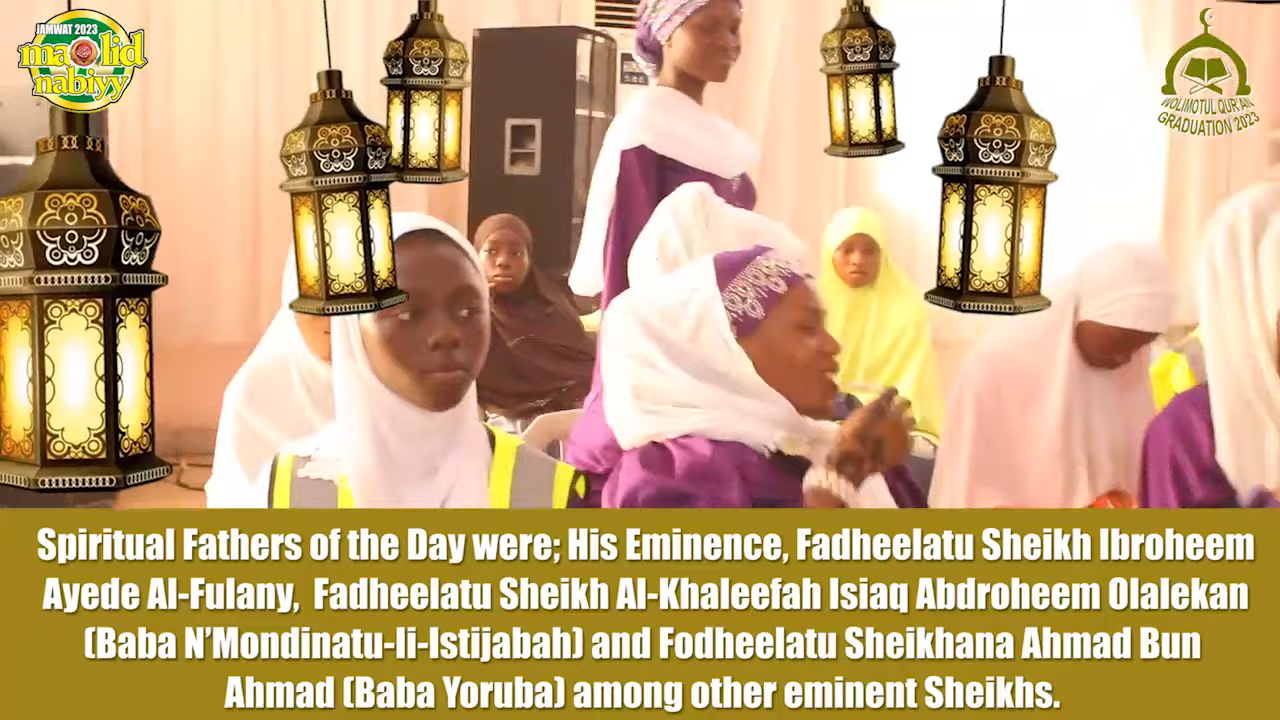 JAMWAT 2023
maolid
nabiyy
WOLIMOTUL QUR'AN
GRADUATION 2023
Spiritual Fathers of the Day were; His Eminence, Fadheelatu Sheikh Ibroheem
Ayede Al-Fulany,  Fadheelatu Sheikh Al-Khaleefah Isiaq Abdroheem Olalekan
(Baba N’Mondinatu-li-Istijabah) and Fodheelatu Sheikhana Ahmad Bun
Ahmad (Baba Yoruba) among other eminent Sheikhs.